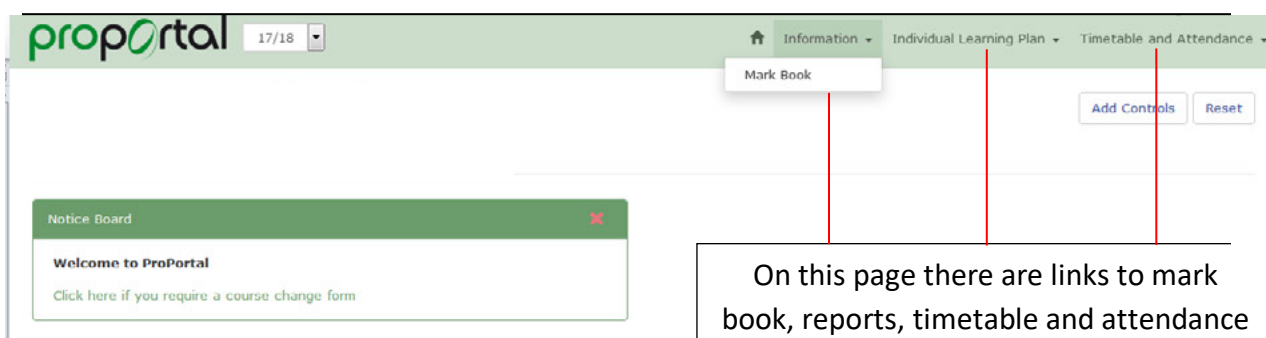 proportal 17/18 Information Individual Learning Plan Timetable and Attendance
Mark Book
Add Controls Reset
Notice Board
Welcome to ProPortal
Click here if you require a course change form
On this page there are links to mark
book, reports, timetable and attendance